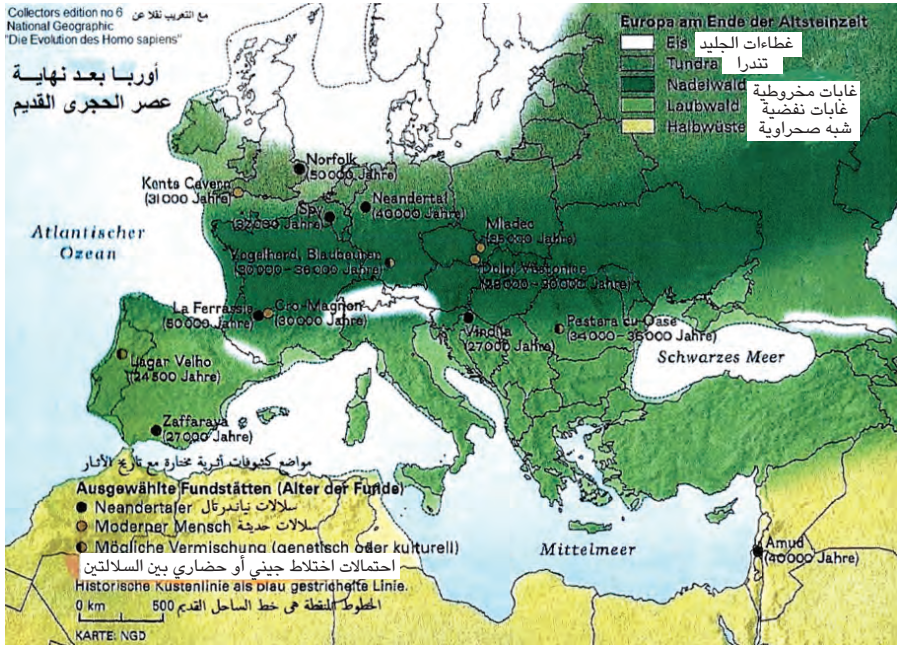 Collectors edition no 6 مع التعريب نقلا عن
National Geographic
"Die Evolution des Homo sapiens"
أوربا بعد نهاية
عصر الحجرى القديم
Europa am Ende der Altsteinzeit
Eis غطاءات الجليد
Tundra تندرا
Nadelwald غابات مخروطية
Laubwald غابات نفضية
Halbwüste شبه صحراوية
Norfolk
(50000 Jahre)
Kents Cavern
(31000 Jahre)
Neandertal
(40000 Jahre)
Spy
Jahre)
Mladec
Jahre)
Vogelherd, Blaubeuren
Jahre)
Dolni Vestonice
Jahre)
Atlantischer
Ozean
La Ferrassie
(50000 Jahre)
Cro-Magnon
(30000 Jahre)
Vindija
(27000 Jahre)
Pestera cu Oase
(34000-36000 Jahre)
Schwarzes Meer
Lagar Velho
(24500 Jahre)
Zaffaraya
(27000 Jahre)
مواضع كشوفات أثرية مختارة مع تاريخ الآثار
Ausgewählte Fundstätten (Alter der Funde)
Neandertaler سلالات نياندرتال
Moderner Mensch سلالات حديثة
Mögliche Vermischung (genetisch oder kulturell)
احتمالات اختلاط جيني أو حضاري بين السلالتين
Historische Küstenlinie als blau gestrichelte Linie.
0 km 500 الخطوط المنقطة هى خط الساحل القديم
KARTE: NGD
Mittelmeer
Amud
(40000 Jahre)